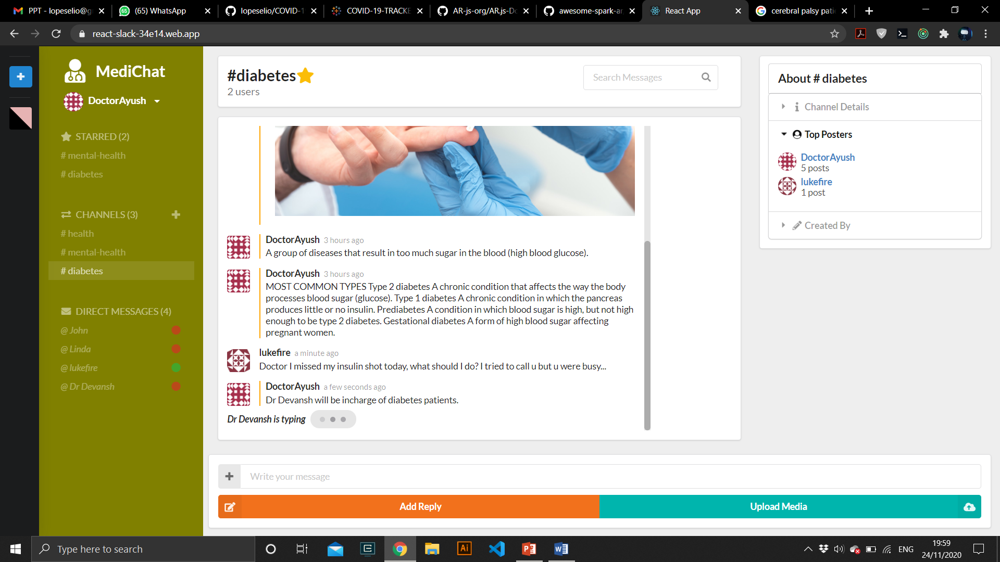 PPT - lopeselio@g
(65) WhatsApp
lopeselio/COVID-1
COVID-19-TRACKE
AR-js-org/AR.js-Do
awesome-spark-ar
React App
cerebral palsy pati
react-slack-34e14.web.app
MediChat
DoctorAyush
STARRED (2)
# mental-health
# diabetes
CHANNELS (3)
# health
# mental-health
# diabetes
DIRECT MESSAGES (4)
@ John
@ Linda
@ lukefire
@ Dr Devansh
#diabetes
2 users
Search Messages
DoctorAyush 3 hours ago
A group of diseases that result in too much sugar in the blood (high blood glucose).
DoctorAyush 3 hours ago
MOST COMMON TYPES Type 2 diabetes A chronic condition that affects the way the body
processes blood sugar (glucose). Type 1 diabetes A chronic condition in which the pancreas
produces little or no insulin. Prediabetes A condition in which blood sugar is high, but not high
enough to be type 2 diabetes. Gestational diabetes A form of high blood sugar affecting
pregnant women.
lukefire a minute ago
Doctor I missed my insulin shot today, what should I do? I tried to call u but u were busy...
DoctorAyush a few seconds ago
Dr Devansh will be incharge of diabetes patients.
Dr Devansh is typing
About # diabetes
Channel Details
Top Posters
DoctorAyush
5 posts
lukefire
1 post
Created By
Write your message
Add Reply
Upload Media
Type here to search
ENG
19:59
24/11/2020